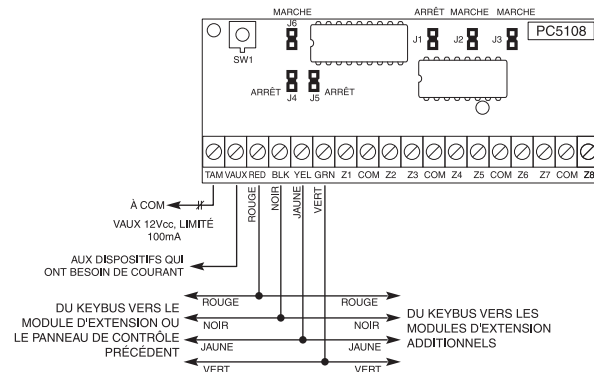 MARCHE
ARRÊT MARCHE MARCHE
J6
PC5108
SW1
J1 J2 J3
ARRÊT J4 J5 ARRÊT
TAM VAUX RED BLK YEL GRN Z1 COM Z2 Z3 COM Z4 Z5 COM Z6 Z7 COM Z8
À COM
VAUX 12Vcc, LIMITÉ
100mA
ROUGE
NOIR
JAUNE
VERT
AUX DISPOSITIFS QUI
ONT BESOIN DE COURANT
DU KEYBUS VERS LE
MODULE D'EXTENSION OU
LE PANNEAU DE CONTRÔLE
PRÉCÉDENT
ROUGE ROUGE
NOIR NOIR
JAUNE JAUNE
VERT VERT
DU KEYBUS VERS LES
MODULES D'EXTENSION
ADDITIONNELS